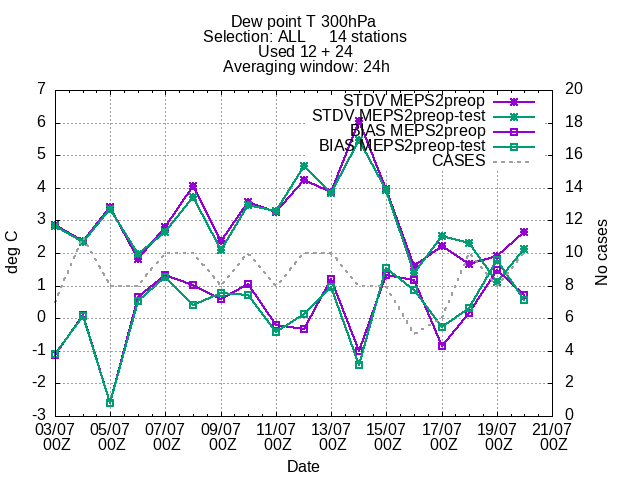 Dew point T 300hPa
Selection: ALL 14 stations
Used 12 + 24
Averaging window: 24h
STDV MEPS2preop
STDV MEPS2preop-test
BIAS MEPS2preop
BIAS MEPS2preop-test
CASES
7
6
5
4
3
2
1
0
-1
-2
-3
deg C
20
18
16
14
12
10
8
6
4
2
0
No cases
03/07 05/07 07/07 09/07 11/07 13/07 15/07 17/07 19/07 21/07
00Z 00Z 00Z 00Z 00Z 00Z 00Z 00Z 00Z 00Z
Date